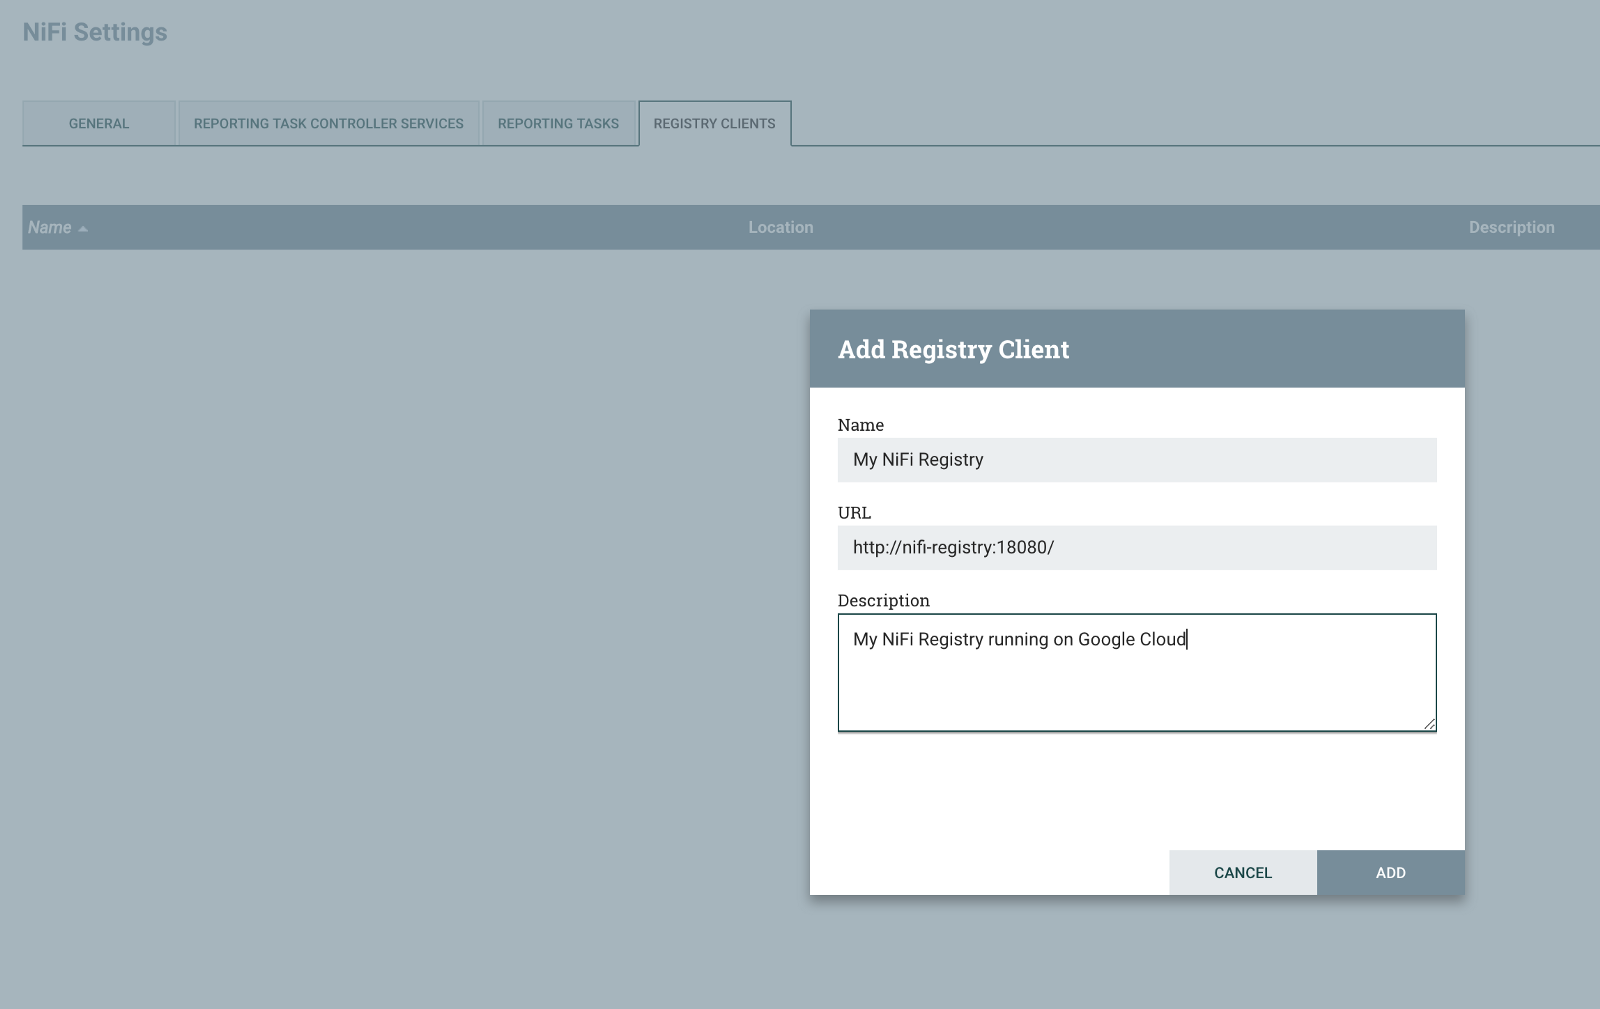 NiFi Settings
GENERAL
REPORTING TASK CONTROLLER SERVICES
REPORTING TASKS
REGISTRY CLIENTS
Name
Location
Description
Add Registry Client
Name
My NiFi Registry
URL
http://nifi-registry:18080/
Description
My NiFi Registry running on Google Cloud
CANCEL
ADD